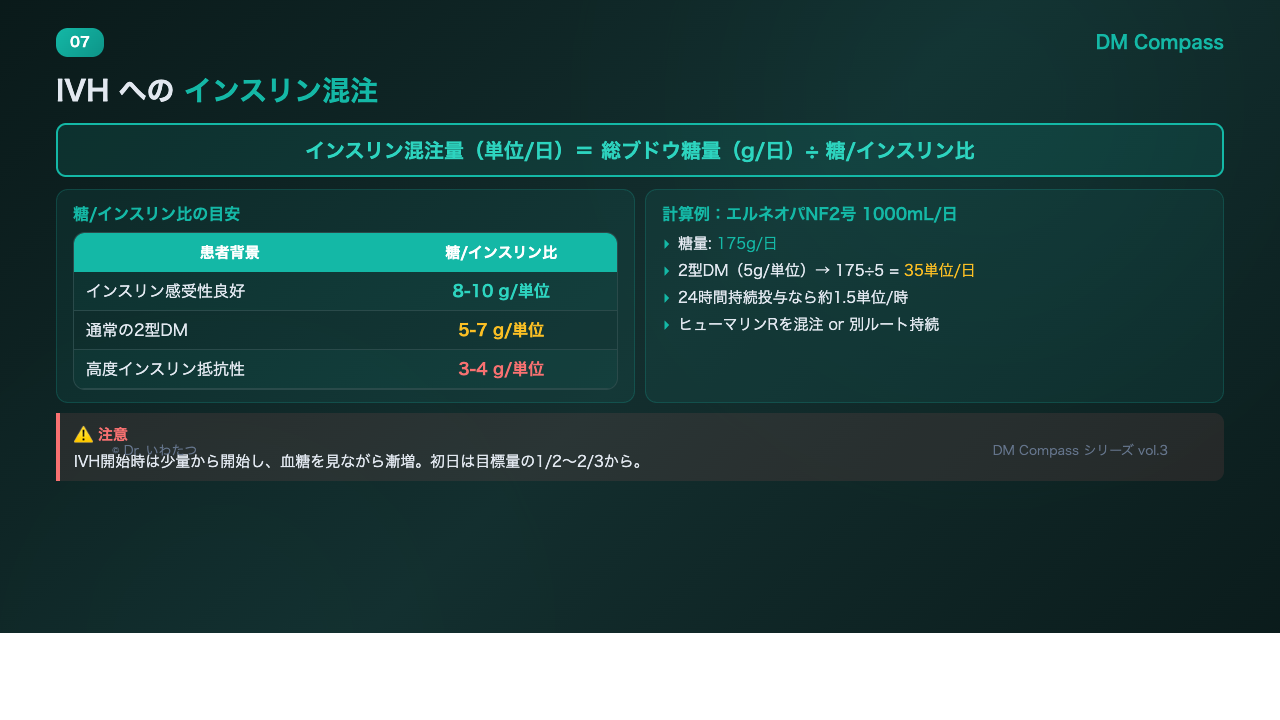 07
DM Compass
IVH への インスリン混注
インスリン混注量（単位/日）＝ 総ブドウ糖量（g/日）÷ 糖/インスリン比
糖/インスリン比の目安
患者背景 糖/インスリン比
インスリン感受性良好 8-10 g/単位
通常の2型DM 5-7 g/単位
高度インスリン抵抗性 3-4 g/単位
計算例：エルネオパNF2号 1000mL/日
糖量: 175g/日
2型DM（5g/単位）→ 175÷5 = 35単位/日
24時間持続投与なら約1.5単位/時
ヒューマリンRを混注 or 別ルート持続
⚠️ 注意
© Dr. いわたつ
DM Compass シリーズ vol.3
IVH開始時は少量から開始し、血糖を見ながら漸増。初日は目標量の1/2〜2/3から。